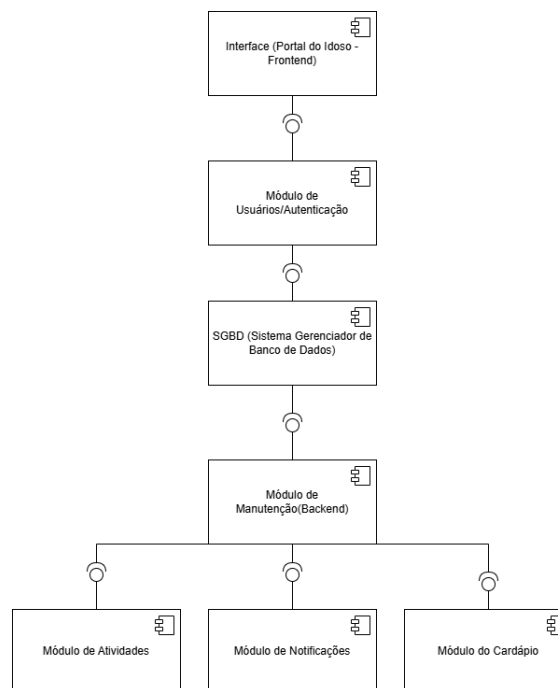 Interface (Portal do Idoso -
Frontend)
Módulo de
Usuários/Autenticação
SGBD (Sistema Gerenciador de
Banco de Dados)
Módulo de
Manutenção(Backend)
Módulo de Atividades
Módulo de Notificações
Módulo do Cardápio